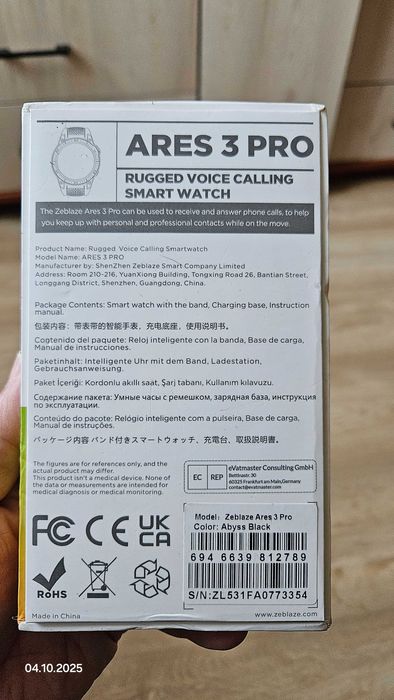 ARES 3 PRO
RUGGED VOICE CALLING
SMART WATCH
The Zeblaze Ares 3 Pro can be used to receive and answer phone calls, to help
you keep up with personal and professional contacts while on the move.
Product Name: Rugged Voice Calling Smartwatch
Model Name: ARES 3 PRO
Manufacturer by: ShenZhen Zeblaze Smart Company Limited
Address: Room 210-216, YuanXiong Building, Tongxing Road 26, Bantian Street.
Longgang District, Shenzhen, Guangdong, China.
Package Contents: Smart watch with the band, Charging base, Instruction
manual.
包装内容：带表带的智能手表，充电底座，使用说明书。
Cogtenido del paquete: Reloj inteligente con la banda, Base de carga,
Manual de instrucciones.
Paketinhalt: Intelligente Uhr mit dem Band, Ladestation,
Gebrauchsanweisung.
Paket İçeriği: Kordonlu akıllı saat, Şarj tabanı, Kullanım kılavuzu.
Содержание пакета: Умные часы с ремешком, зарядная база, инструкция
по эксплуатации.
Conteúdo do pacote: Relógio inteligente com a pulseira, Base de carga,
Manual de instruções.
パッケージ内容 バンド付きスマートウォッチ、充電台、取扱説明書。
The figures are for references only, and the
actual product may differ.
This product isn't a medical device. None of
the data or measurements are intended for
medical diagnosis or medical monitoring.
EC REP
eVatmaster Consulting GmbH
Bettinastr. 30
60325 Frankfurt am Main, Germany
contact@evatmaster.com
FC CE UK
CA
Model: Zeblaze Ares 3 Pro
Color: Abyss Black
6 94 6639 812789
S/N:ZL531FA0773354
RoHS
Made in China
www.zeblaze.com
04.10.2025